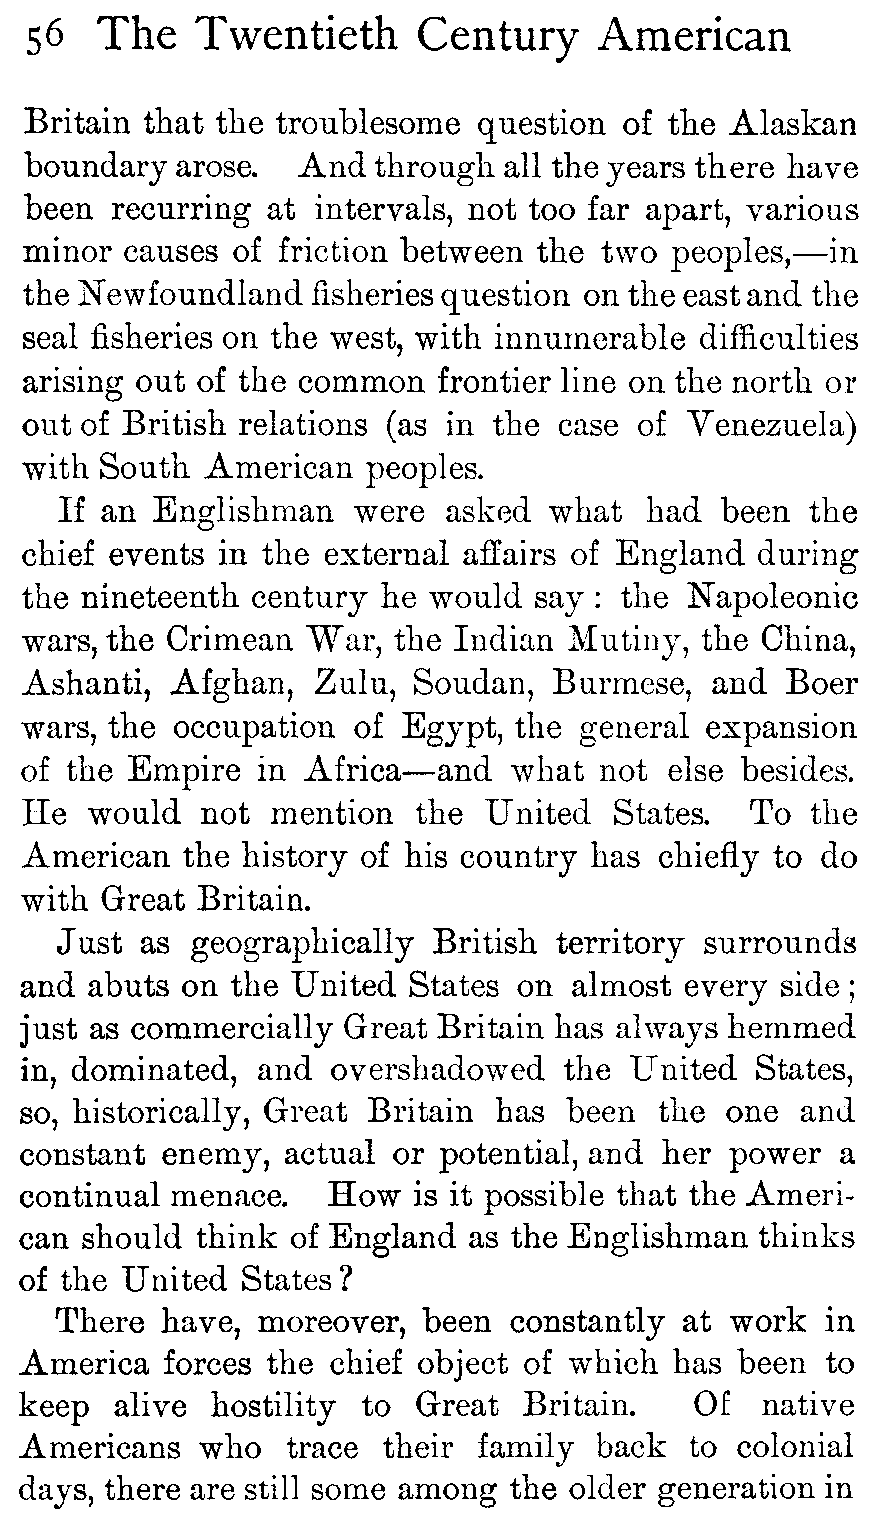 56 The Twentieth Century American
Britain that the troublesome question of the Alaskan
boundary arose. And through all the years there have
been recurring at intervals, not too far apart, various
minor causes of friction between the two peoples,—in
the Newfoundland fisheries question on the east and the
seal fisheries on the west, with innumerable difficulties
arising out of the common frontier line on the north or
out of British relations (as in the case of Venezuela)
with South American peoples.
If an Englishman were asked what had been the
chief events in the external affairs of England during
the nineteenth century he would say : the Napoleonic
wars, the Crimean War, the Indian Mutiny, the China,
Ashanti, Afghan, Zulu, Soudan, Burmese, and Boer
wars, the occupation of Egypt, the general expansion
of the Empire in Africa—and what not else besides.
He would not mention the United States. To the
American the history of his country has chiefly to do
with Great Britain.
Just as geographically British territory surrounds
and abuts on the United States on almost every side ;
just as commercially Great Britain has always hemmed
in, dominated, and overshadowed the United States,
so, historically, Great Britain has been the one and
constant enemy, actual or potential, and her power a
continual menace. How is it possible that the Ameri-
can should think of England as the Englishman thinks
of the United States ?
There have, moreover, been constantly at work in
America forces the chief object of which has been to
keep alive hostility to Great Britain. Of native
Americans who trace their family back to colonial
days, there are still some among the older generation in